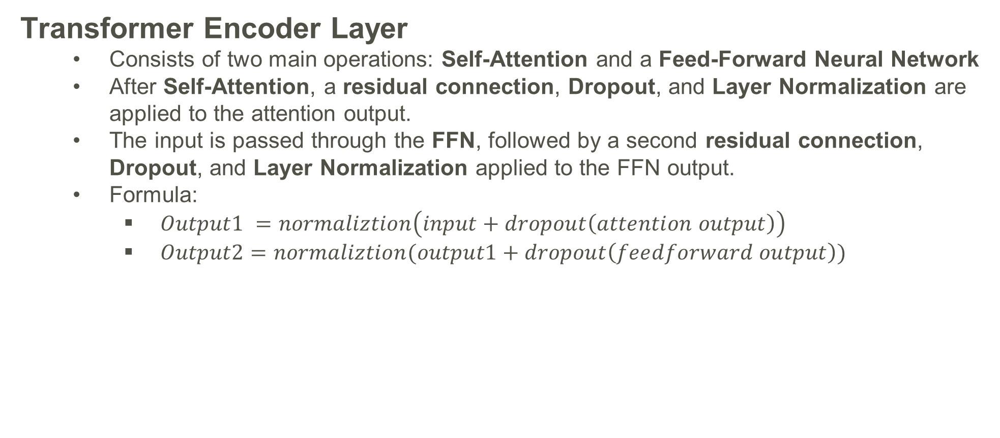 Transformer Encoder Layer
• Consists of two main operations: Self-Attention and a Feed-Forward Neural Network
• After Self-Attention, a residual connection, Dropout, and Layer Normalization are
applied to the attention output.
• The input is passed through the FFN, followed by a second residual connection,
Dropout, and Layer Normalization applied to the FFN output.
• Formula:
▪ Output1 = normaliztion(input + dropout(attention output))
▪ Output2 = normaliztion(output1 + dropout(feedforward output))